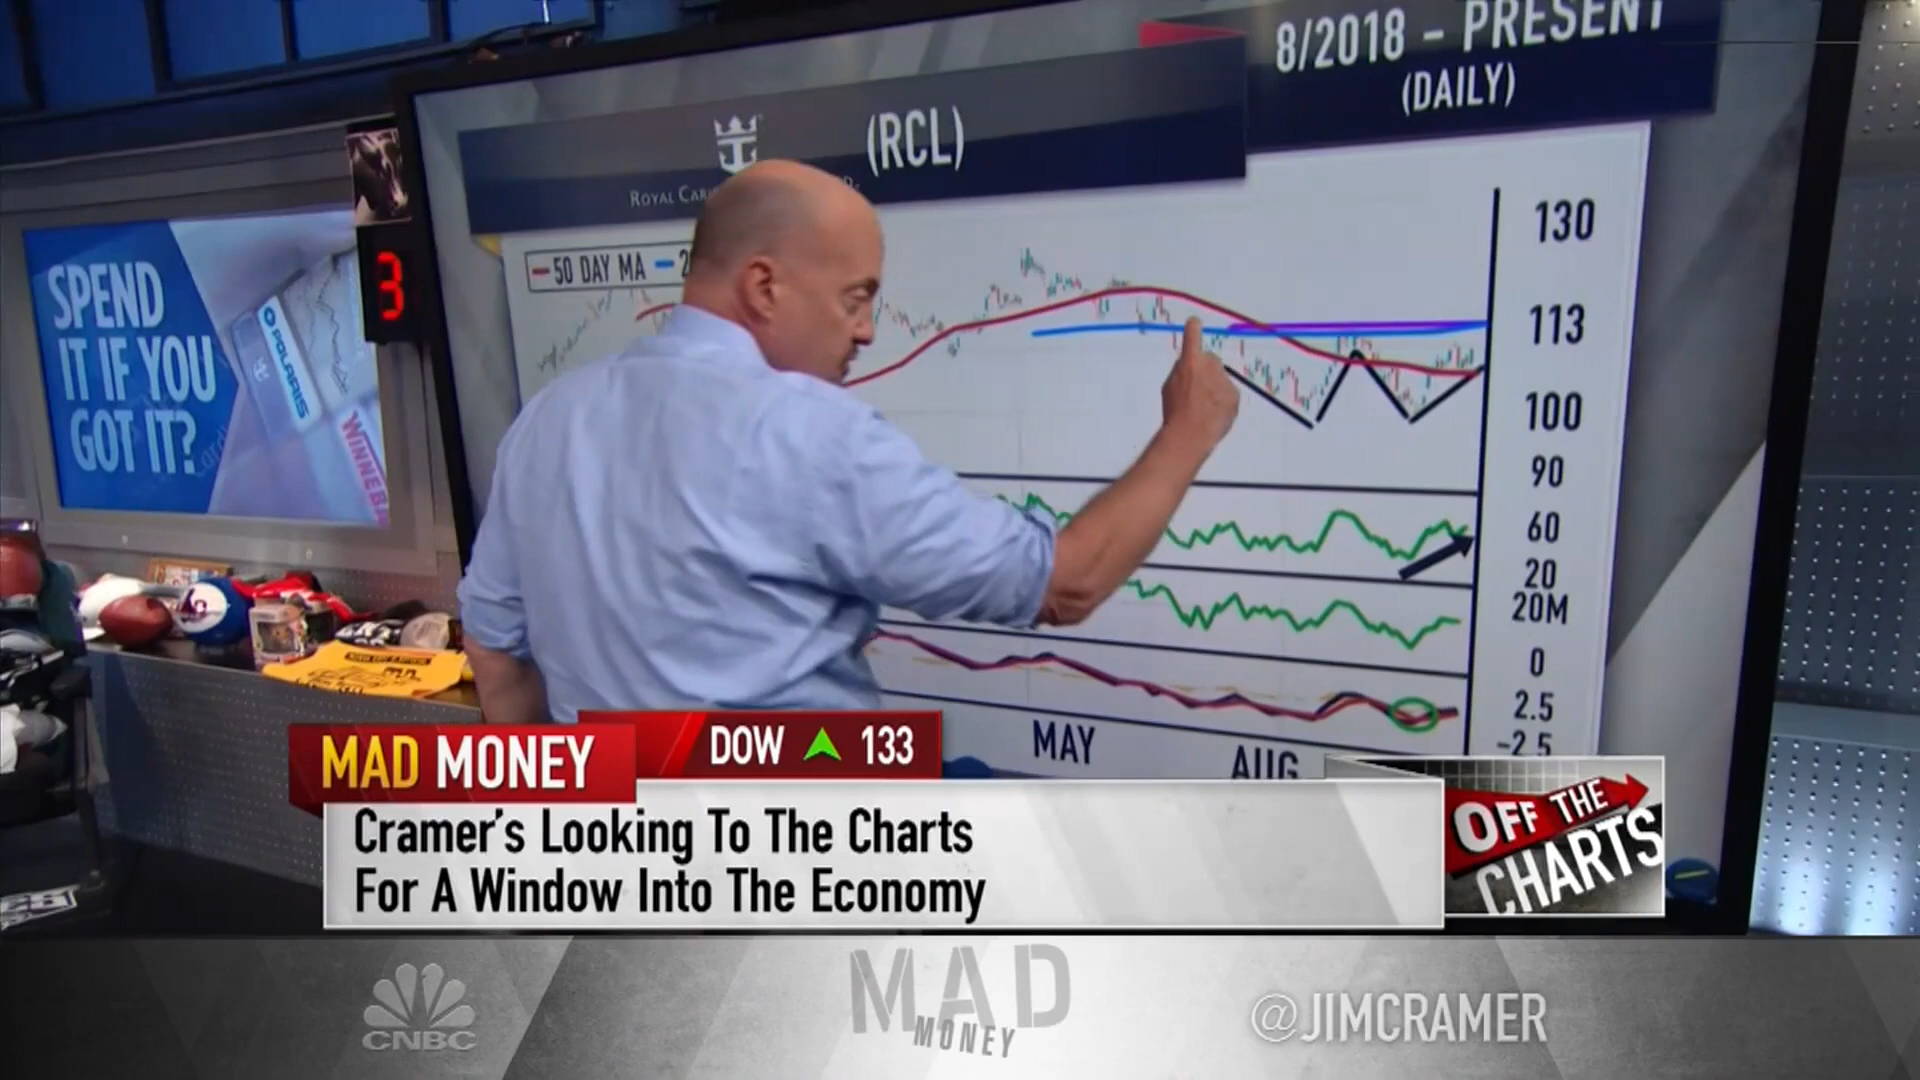 8/2018 – PRESENT
(DAILY)
(RCL)
ROYAL
50 DAY MA
130
113
100
90
60
20
20M
0
2.5
-2.5
MAY
AUG
SPEND
IT IF YOU
GOT IT?
POLARIS
3
MAD MONEY
DOW 133
Cramer's Looking To The Charts
For A Window Into The Economy
OFF THE
CHARTS
CNBC
MAD
MONEY
@JIMCRAMER